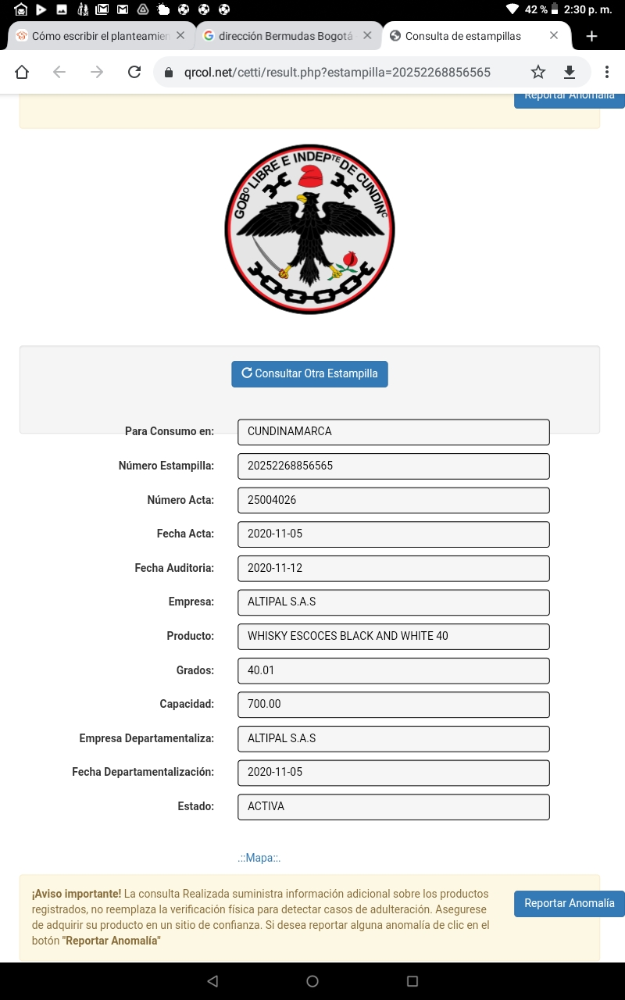 42 % 2:30 p. m.
Cómo escribir el planteamien
dirección Bermudas Bogotá
Consulta de estampillas
qrcol.net/cetti/result.php?estampilla=20252268856565
Reportar Anomalía
GOBº LIBRE E INDEPTE DE CUNDINC
Consultar Otra Estampilla
Para Consumo en: CUNDINAMARCA
Número Estampilla: 20252268856565
Número Acta: 25004026
Fecha Acta: 2020-11-05
Fecha Auditoria: 2020-11-12
Empresa: ALTIPAL S.A.S
Producto: WHISKY ESCOCES BLACK AND WHITE 40
Grados: 40.01
Capacidad: 700.00
Empresa Departamentaliza: ALTIPAL S.A.S
Fecha Departamentalización: 2020-11-05
Estado: ACTIVA
.::Mapa::.
¡Aviso importante! La consulta Realizada suministra información adicional sobre los productos
registrados, no reemplaza la verificación física para detectar casos de adulteración. Asegurese
de adquirir su producto en un sitio de confianza. Si desea reportar alguna anomalía de clic en el
botón "Reportar Anomalía"
Reportar Anomalía